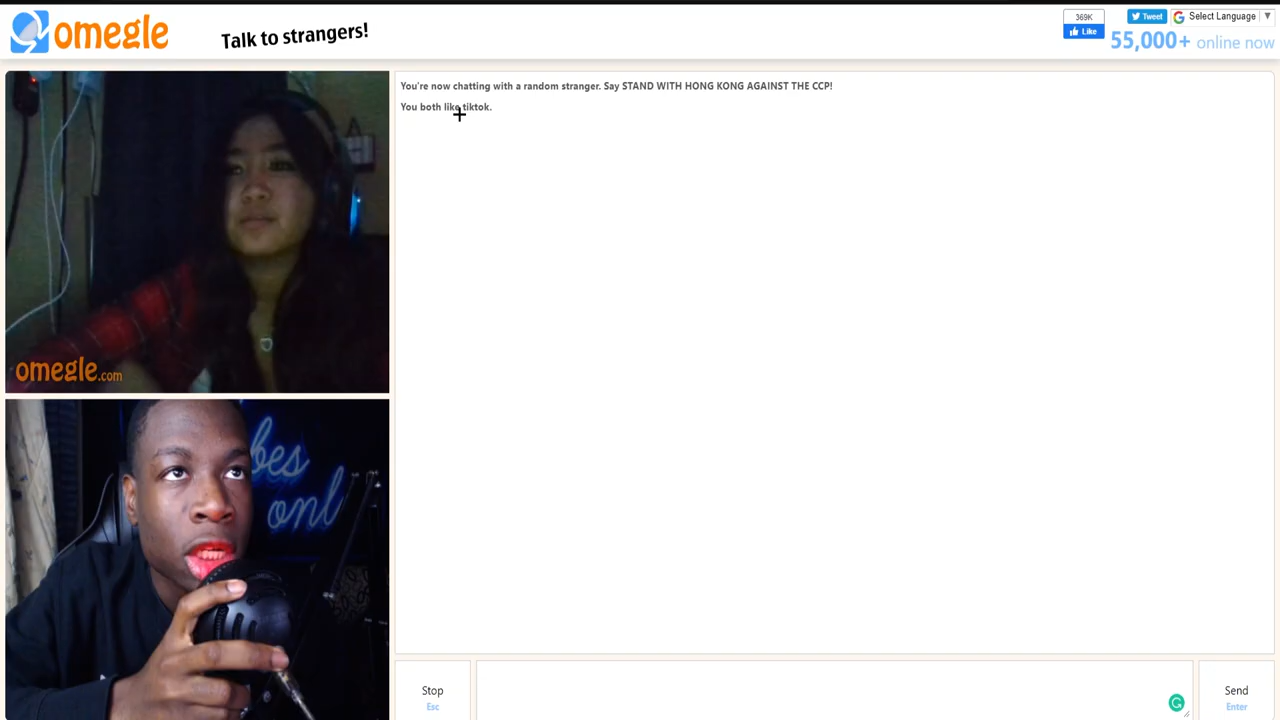 omegle
Talk to strangers!
369K
Like
Tweet
Select Language
55,000+ online now
You're now chatting with a random stranger. Say STAND WITH HONG KONG AGAINST THE CCP!
You both like tiktok.
omegle.com
bes
onl
Stop
Esc
Send
Enter